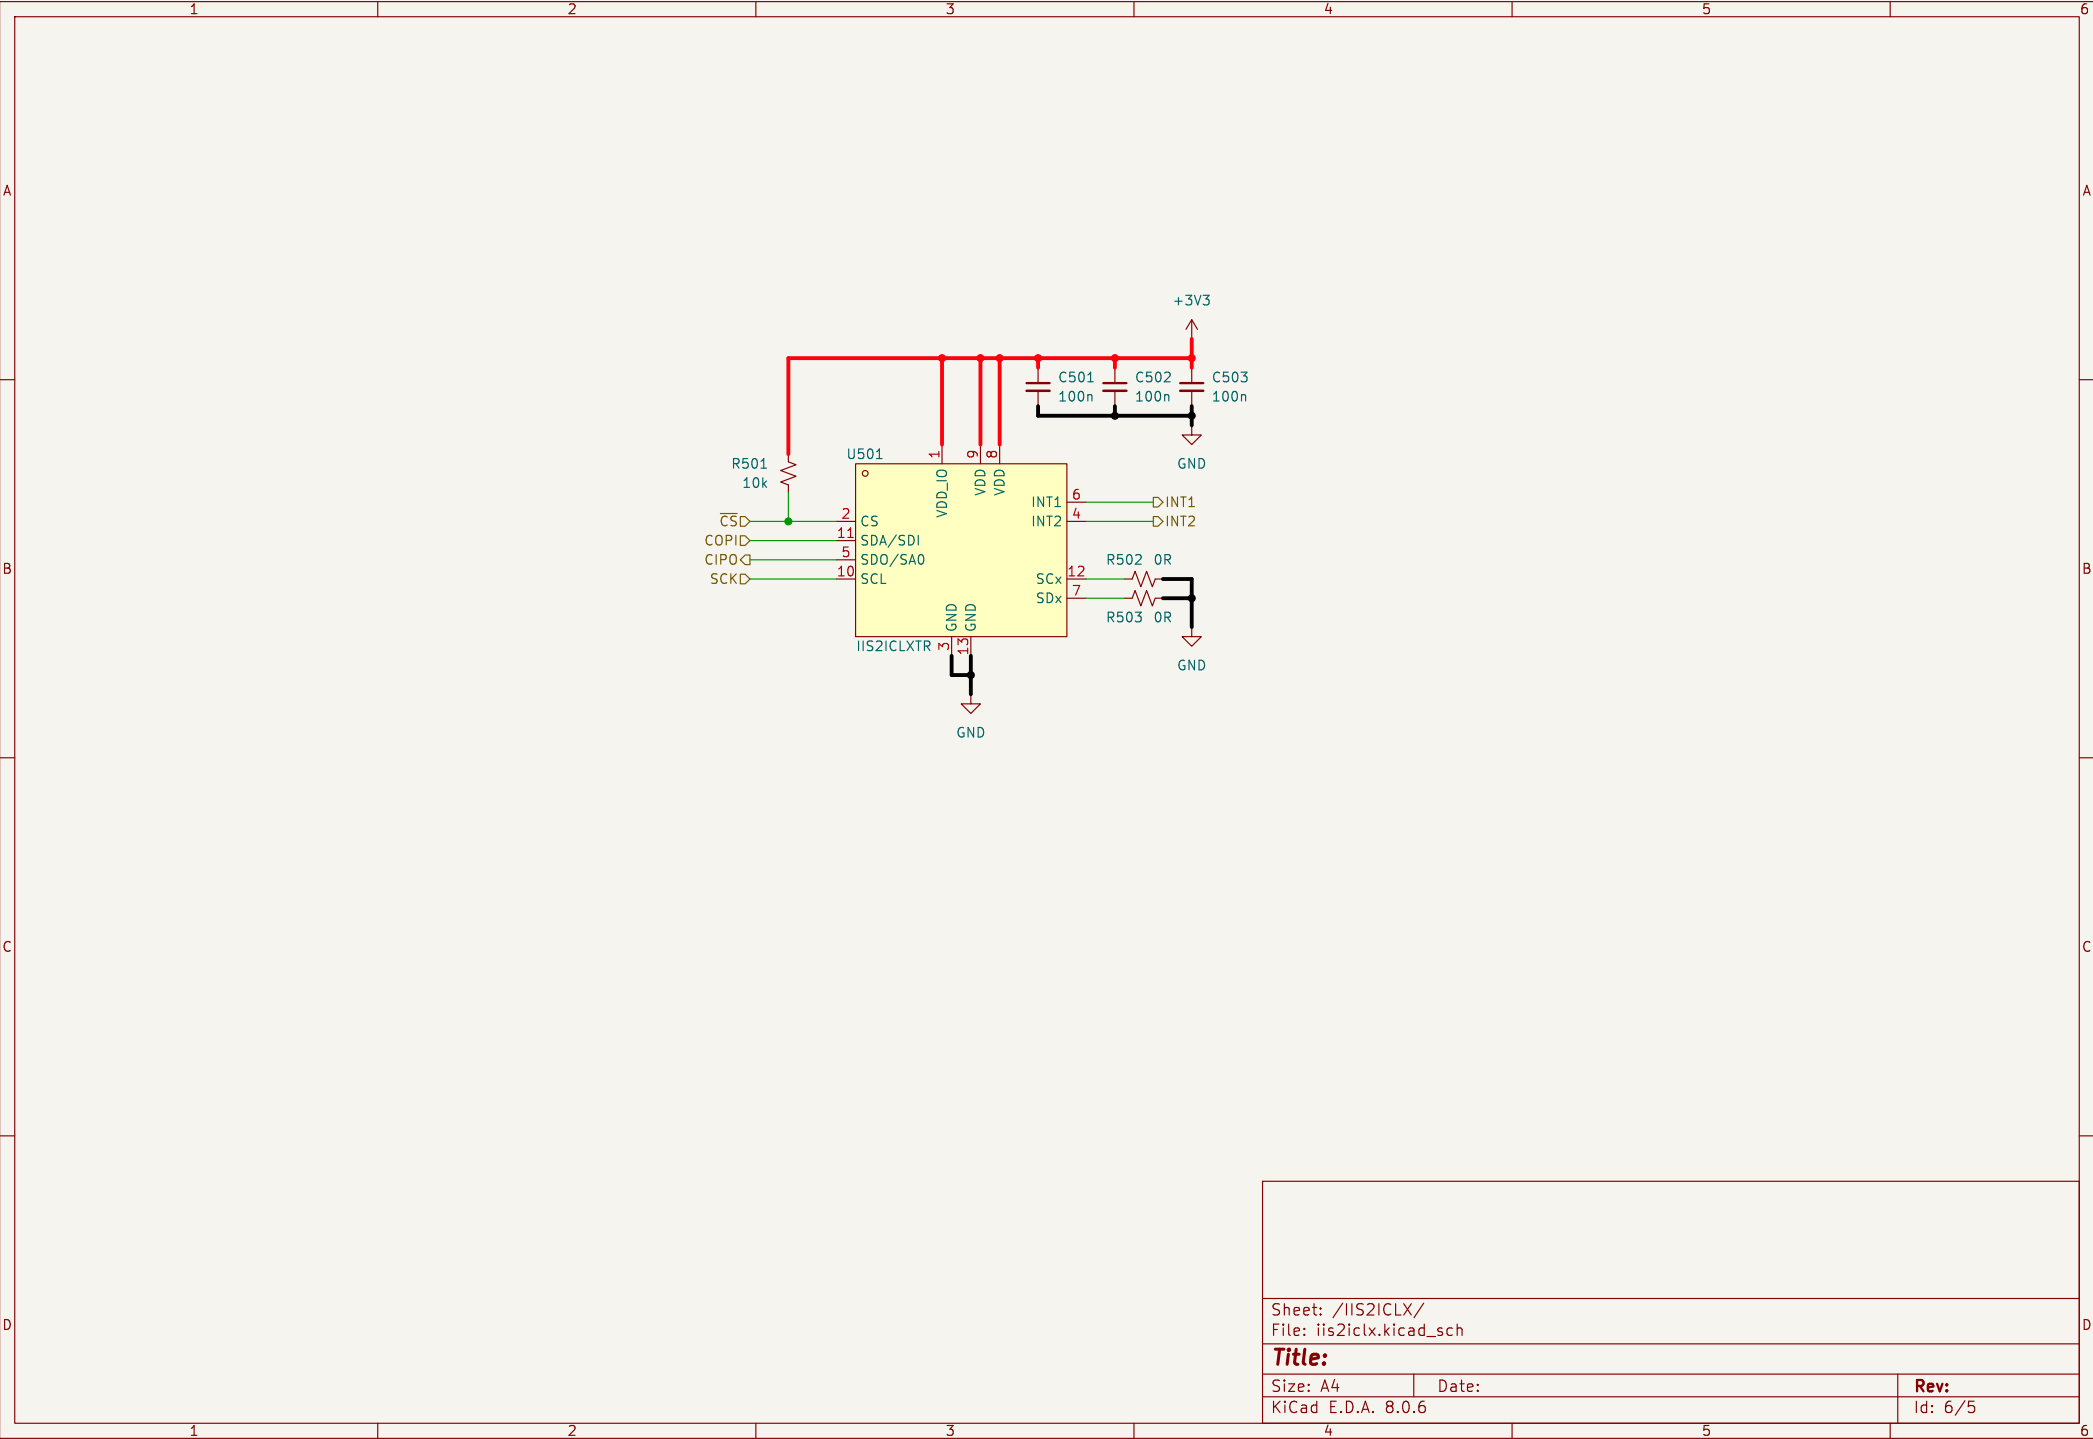 1 2 3 4 5 6
A A
+3V3
C501 C502 C503
100n 100n 100n
GND
U501
R501
10k
1 9 8
VDD_IO VDD VDD
INT1 6 INT1
C̅S̅ 2 CS INT2 4 INT2
COPI 11 SDA/SDI
CIPO 5 SDO/SA0
R502 0R
B B
SCK 10 SCL SCx 12
SDx 7
R503 0R
GND GND
IIS2ICLXTR 3 13
GND
GND
C C
Sheet: /IIS2ICLX/
File: iis2iclx.kicad_sch
D D
Title:
Size: A4 Date: Rev:
KiCad E.D.A. 8.0.6 Id: 6/5
1 2 3 4 5 6